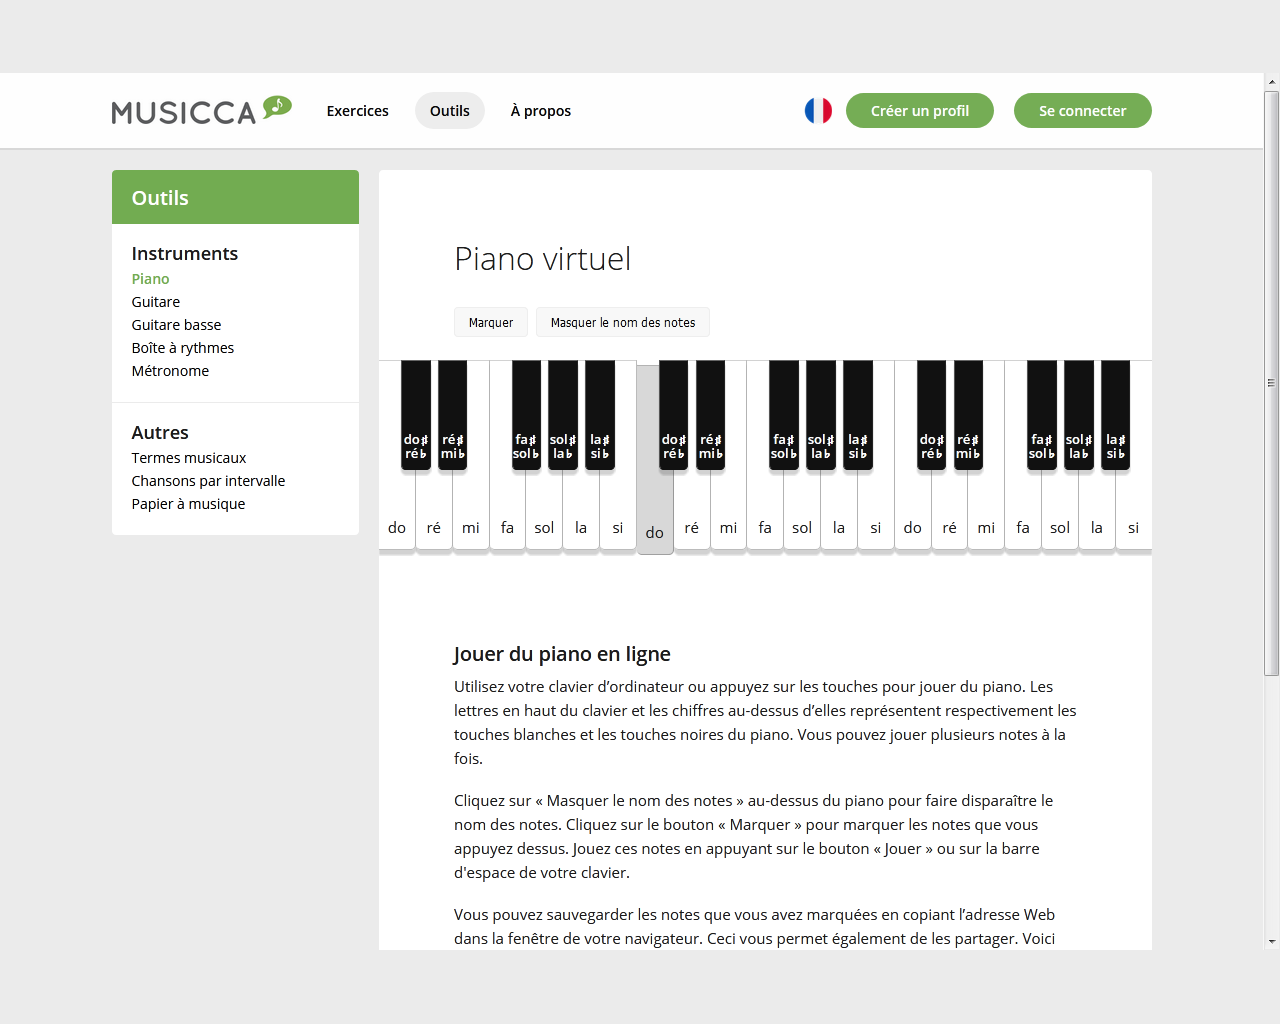 MUSICCA
Exercices
Outils
À propos
Créer un profil
Se connecter
Outils
Instruments
Piano
Guitare
Guitare basse
Boîte à rythmes
Métronome
Autres
Termes musicaux
Chansons par intervalle
Papier à musique
Piano virtuel
Marquer
Masquer le nom des notes
do♯ ré♯ fa♯ sol♯ la♯ do♯ ré♯ fa♯ sol♯ la♯ do♯ ré♯ fa♯ sol♯ la♯
ré♭ mi♭ sol♭ la♭ si♭ ré♭ mi♭ sol♭ la♭ si♭ ré♭ mi♭ sol♭ la♭ si♭
do ré mi fa sol la si do ré mi fa sol la si do ré mi fa sol la si
Jouer du piano en ligne
Utilisez votre clavier d’ordinateur ou appuyez sur les touches pour jouer du piano. Les
lettres en haut du clavier et les chiffres au-dessus d’elles représentent respectivement les
touches blanches et les touches noires du piano. Vous pouvez jouer plusieurs notes à la
fois.
Cliquez sur « Masquer le nom des notes » au-dessus du piano pour faire disparaître le
nom des notes. Cliquez sur le bouton « Marquer » pour marquer les notes que vous
appuyez dessus. Jouez ces notes en appuyant sur le bouton « Jouer » ou sur la barre
d'espace de votre clavier.
Vous pouvez sauvegarder les notes que vous avez marquées en copiant l’adresse Web
dans la fenêtre de votre navigateur. Ceci vous permet également de les partager. Voici